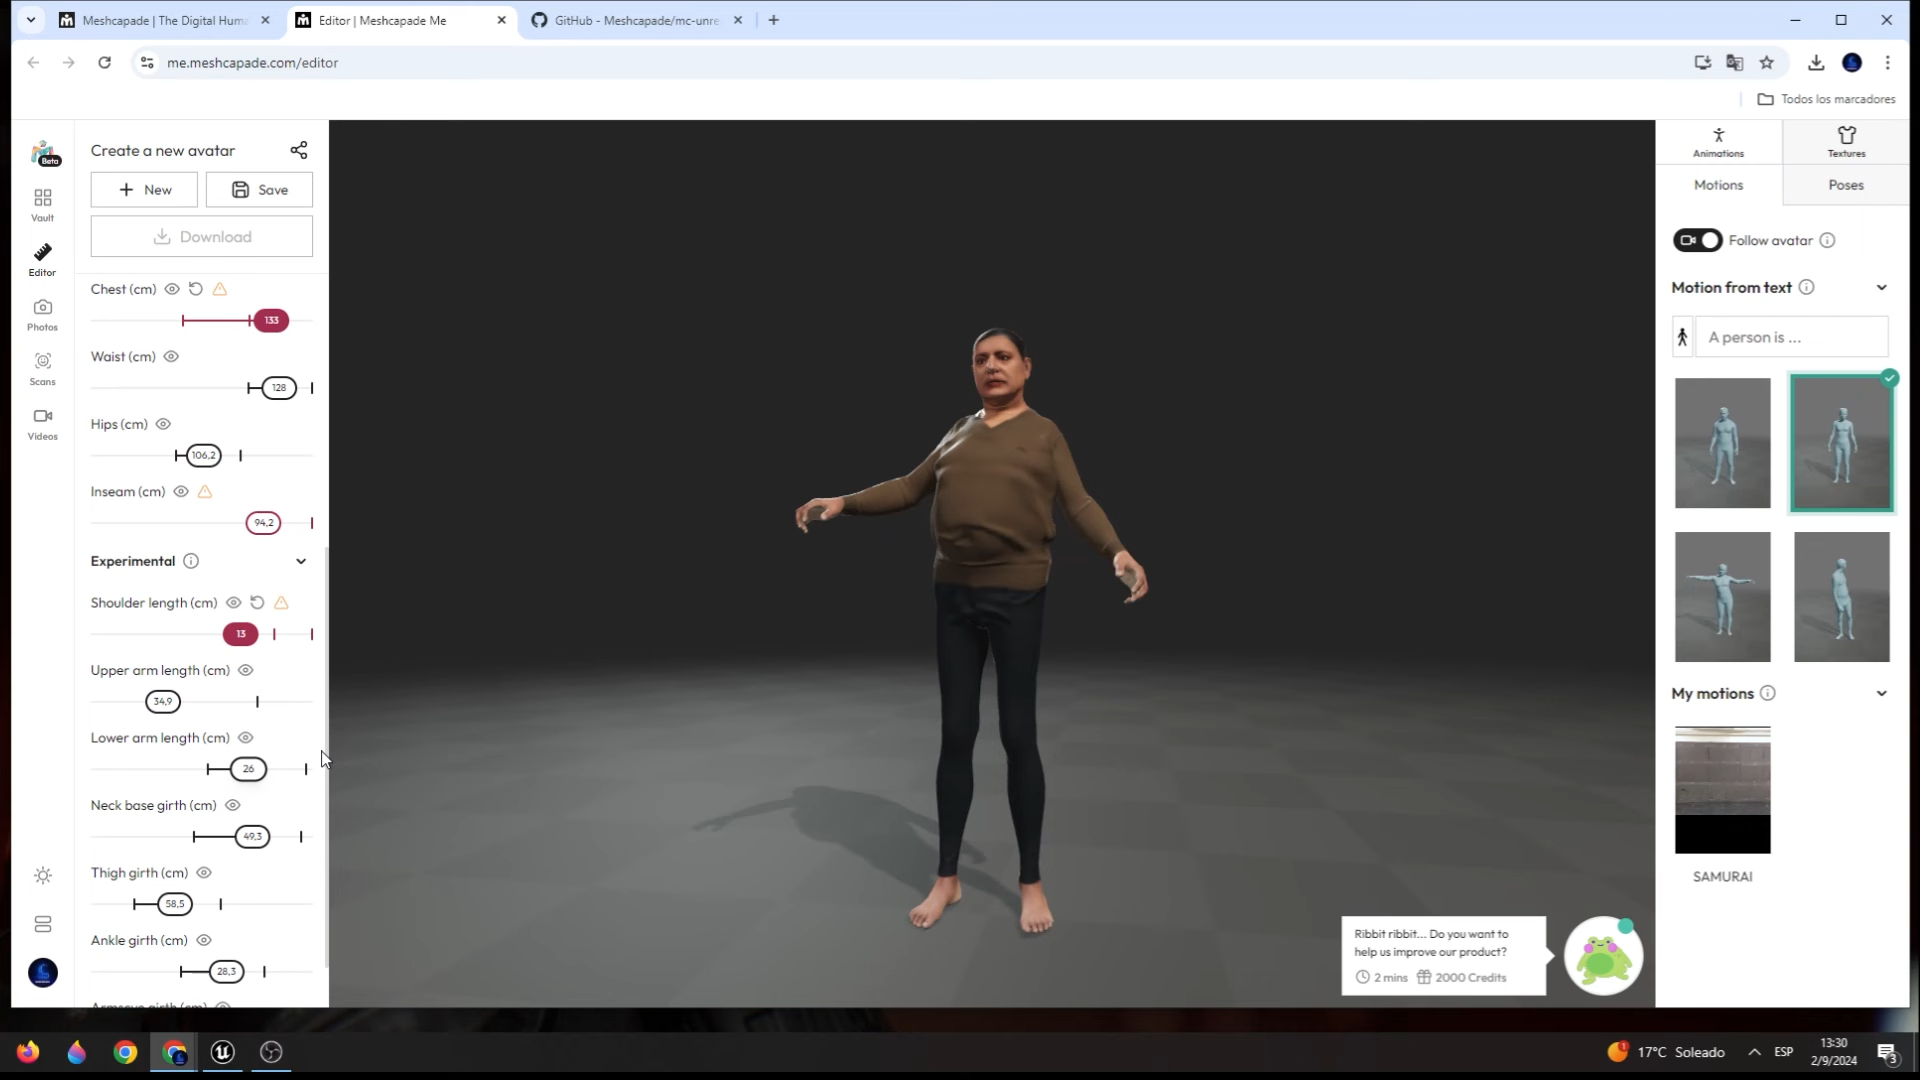 Meshcapade | The Digital Huma
Editor | Meshcapade Me
GitHub - Meshcapade/mc-unre
me.meshcapade.com/editor
Todos los marcadores
Beta
Vault
Editor
Photos
Scans
Videos
Create a new avatar
New
Save
Download
Chest (cm)
133
Waist (cm)
128
Hips (cm)
106,2
Inseam (cm)
94,2
Experimental
Shoulder length (cm)
13
Upper arm length (cm)
34,9
Lower arm length (cm)
26
Neck base girth (cm)
49,3
Thigh girth (cm)
58,5
Ankle girth (cm)
28,3
Animations
Textures
Motions
Poses
Follow avatar
Motion from text
A person is ...
My motions
SAMURAI
Ribbit ribbit... Do you want to
help us improve our product?
2 mins
2000 Credits
17°C Soleado
ESP
13:30
2/9/2024
3